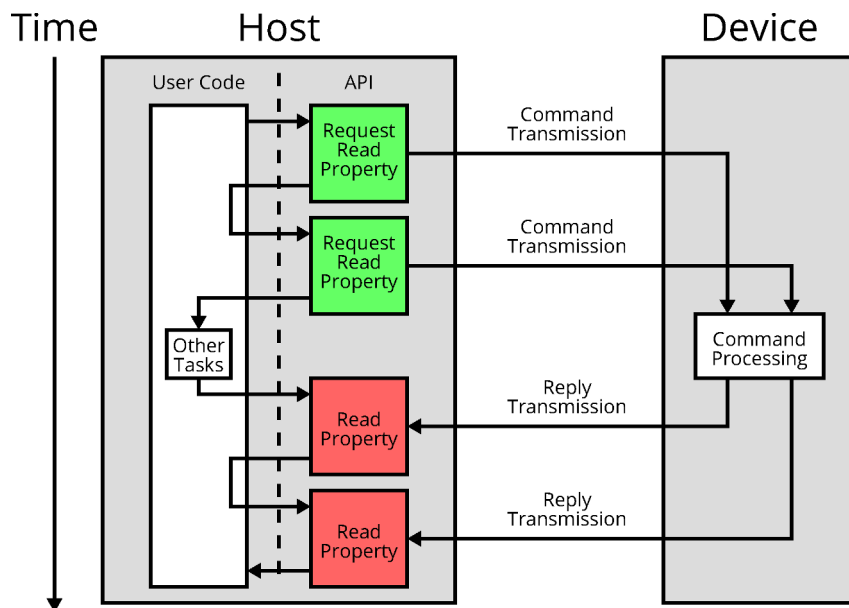 Time
Host
Device
User Code
API
Request
Read
Property
Command
Transmission
Request
Read
Property
Command
Transmission
Other
Tasks
Command
Processing
Read
Property
Reply
Transmission
Read
Property
Reply
Transmission